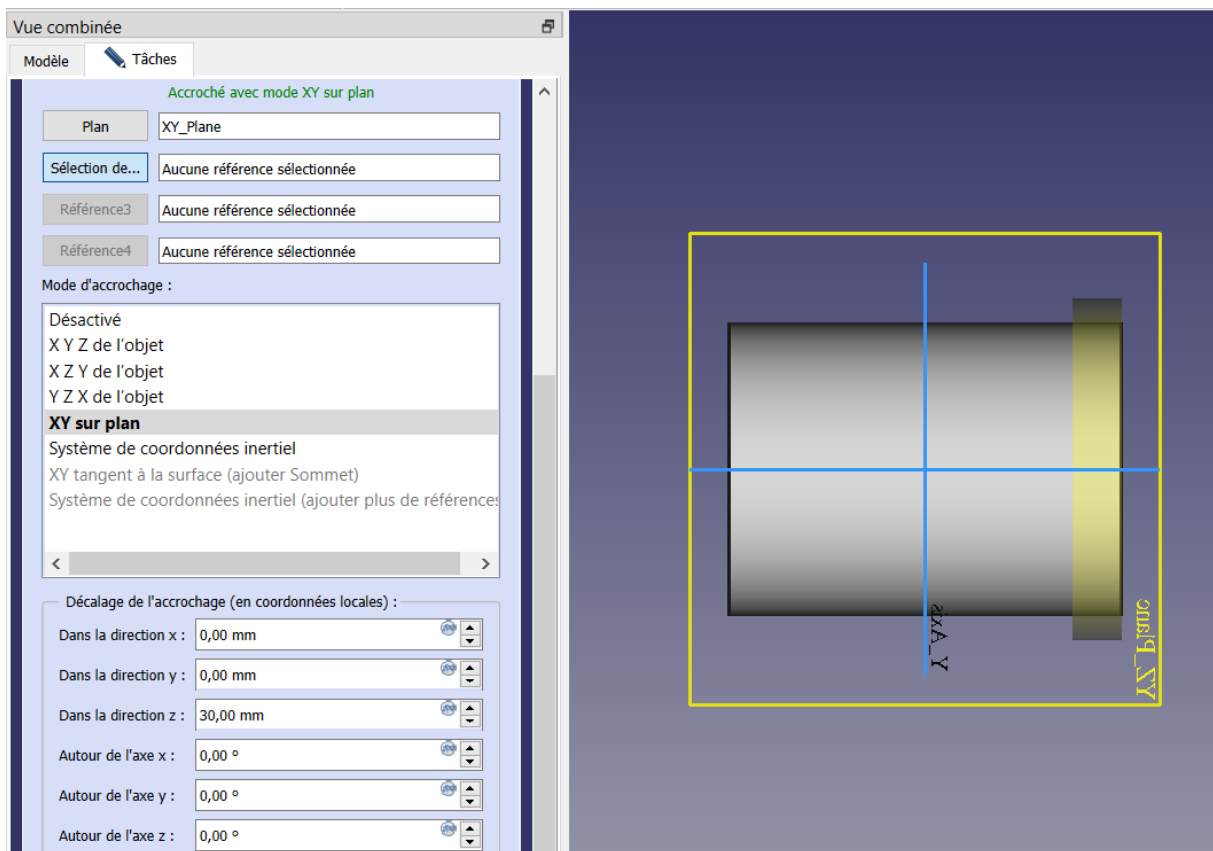 Vue combinée
Modèle
Tâches
Accroché avec mode XY sur plan
Plan XY_Plane
Sélection de... Aucune référence sélectionnée
Référence3 Aucune référence sélectionnée
Référence4 Aucune référence sélectionnée
Mode d'accrochage :
Désactivé
X Y Z de l'objet
X Z Y de l'objet
Y Z X de l'objet
XY sur plan
Système de coordonnées inertiel
XY tangent à la surface (ajouter Sommet)
Système de coordonnées inertiel (ajouter plus de références
Décalage de l'accrochage (en coordonnées locales) :
Dans la direction x : 0,00 mm
Dans la direction y : 0,00 mm
Dans la direction z : 30,00 mm
Autour de l'axe x : 0,00 °
Autour de l'axe y : 0,00 °
Autour de l'axe z : 0,00 °
Y_Axis
YZ_Plane